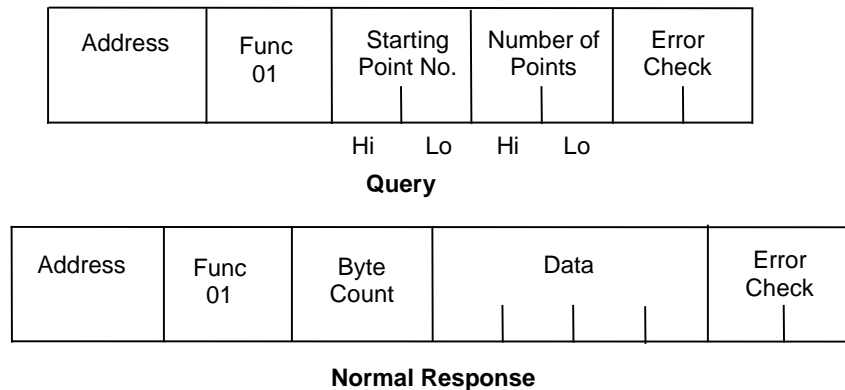 Address Func Starting Number of Error
01 Point No. Points Check
Hi Lo Hi Lo
Query
Address Func Byte Data Error
01 Count Check
Normal Response